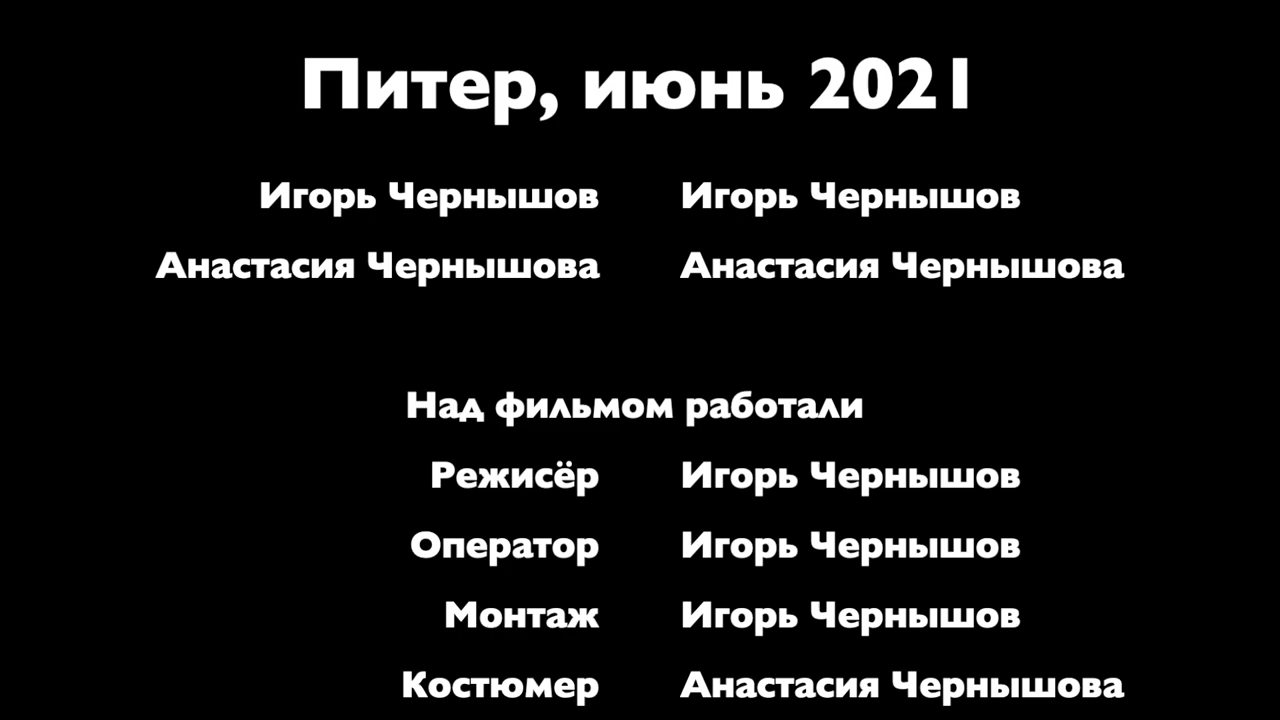 Питер, июнь 2021
Игорь Чернышов Игорь Чернышов
Анастасия Чернышова Анастасия Чернышова
Над фильмом работали
Режисёр Игорь Чернышов
Оператор Игорь Чернышов
Монтаж Игорь Чернышов
Костюмер Анастасия Чернышова